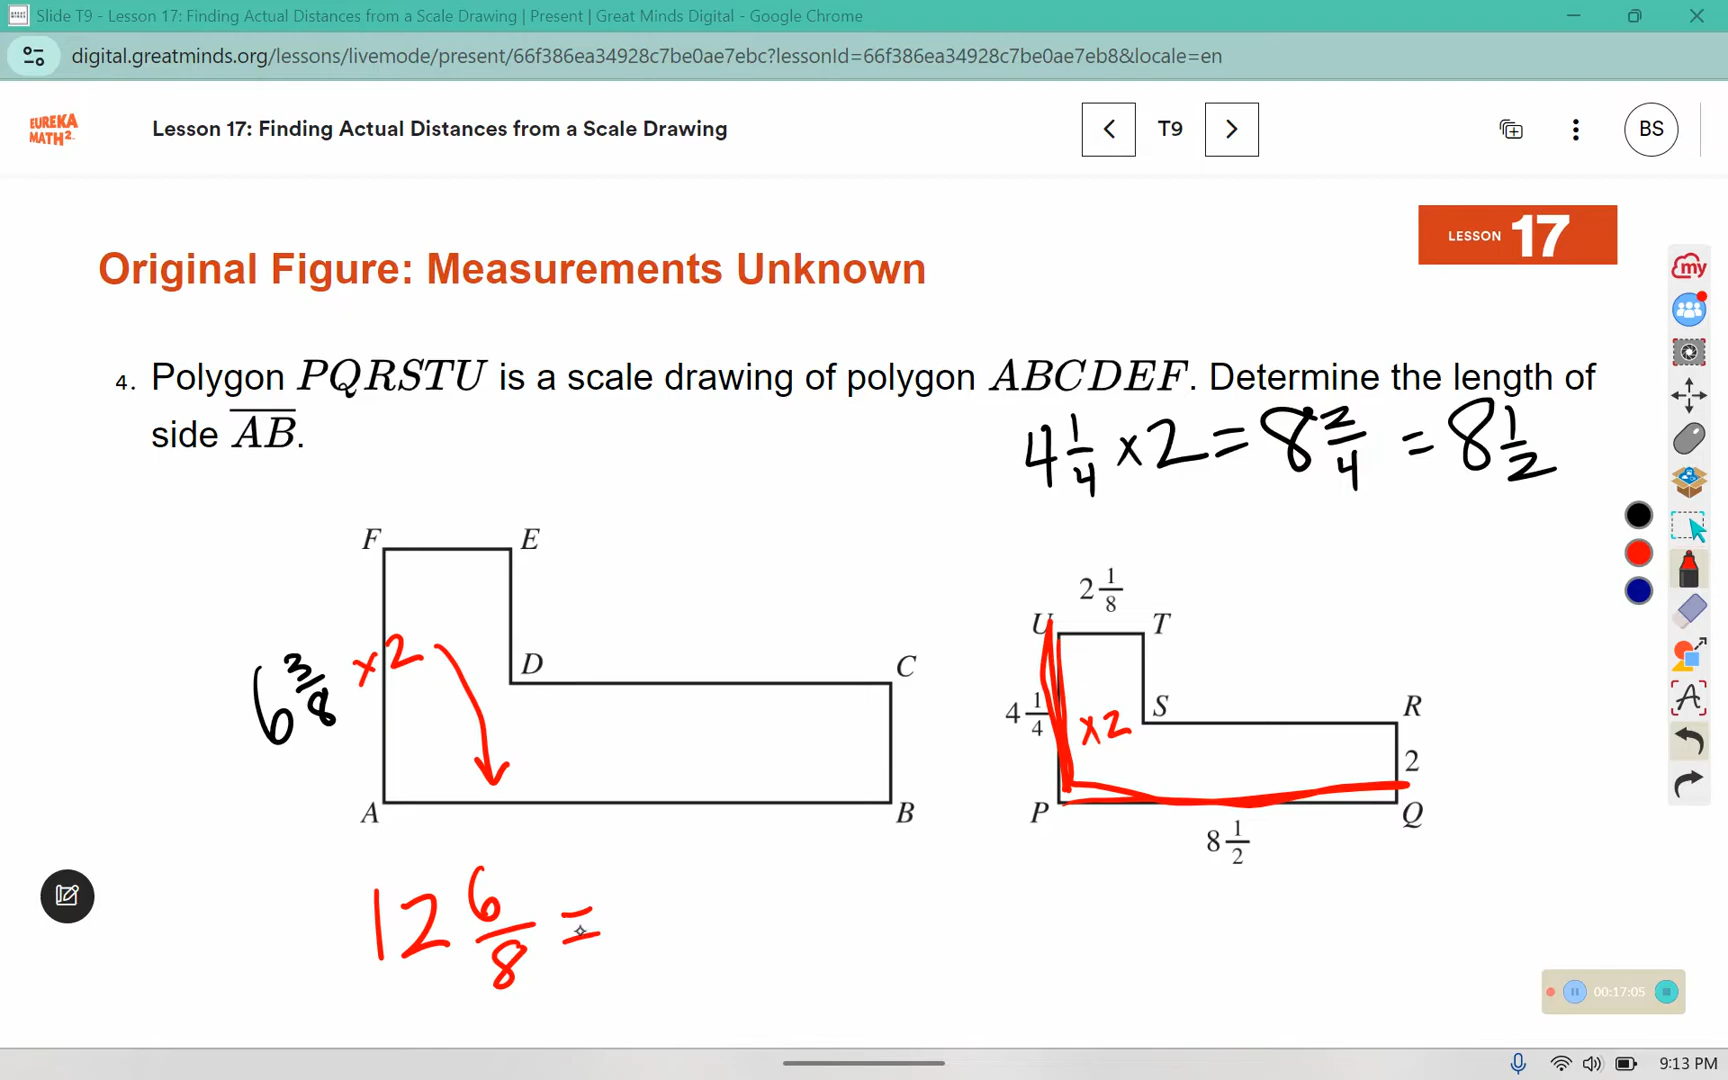 Slide T9 - Lesson 17: Finding Actual Distances from a Scale Drawing | Present | Great Minds Digital - Google Chrome
digital.greatminds.org/lessons/livemode/present/66f386ea34928c7be0ae7ebc?lessonId=66f386ea34928c7be0ae7eb8&locale=en
EUREKA MATH²
Lesson 17: Finding Actual Distances from a Scale Drawing
T9
BS
LESSON 17
Original Figure: Measurements Unknown
4. Polygon PQRSTU is a scale drawing of polygon ABCDEF. Determine the length of
side AB.
4 1/4 × 2 = 8 2/4 = 8 1/2
F E
2 1/8
U T
6 3/8 ×2 D C
4 1/4 ×2 S R
2
A B P Q
8 1/2
12 6/8 =
my
A
00:17:05
9:13 PM